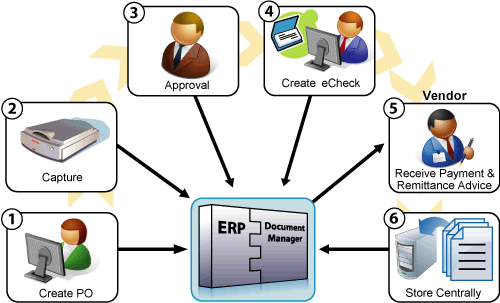 1
Create PO
2
Capture
3
Approval
4
Create eCheck
Vendor
5
Receive Payment &
Remittance Advice
6
Store Centrally
ERP
Document
Manager